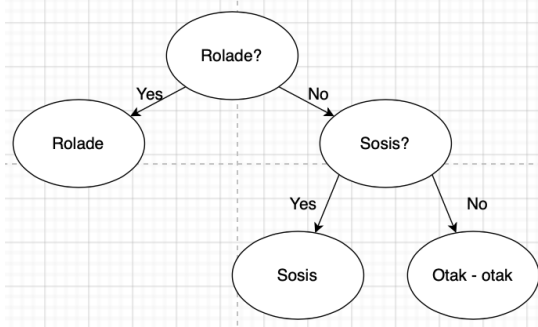 Rolade?
Yes
No
Rolade
Sosis?
Yes
No
Sosis
Otak - otak